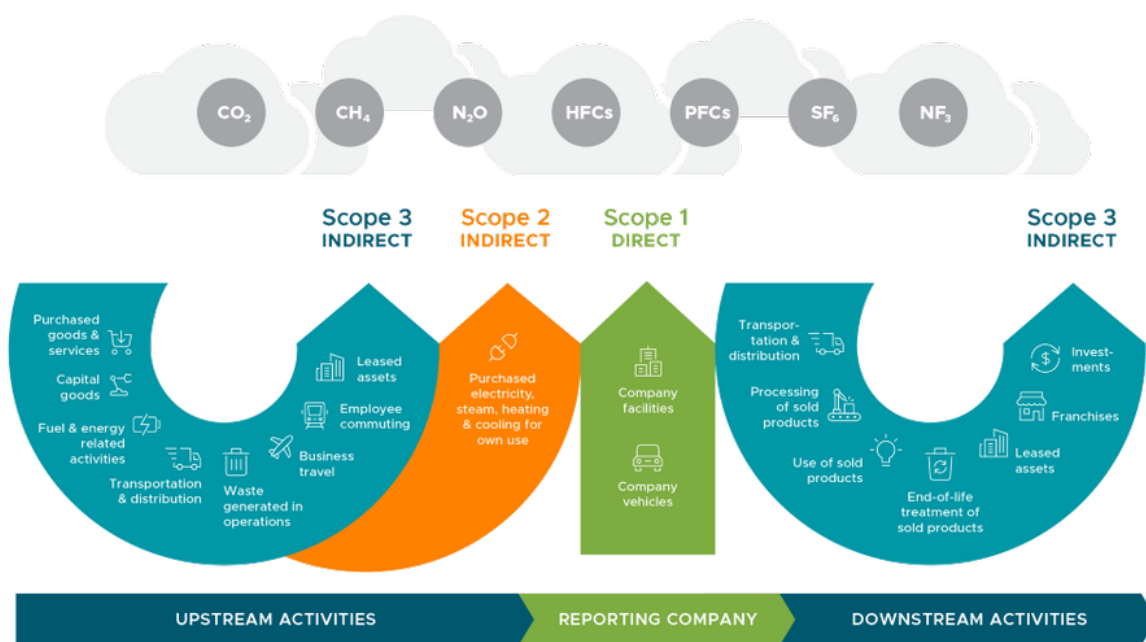 CO₂
CH₄
N₂O
HFCs
PFCs
SF₆
NF₃
Scope 3
INDIRECT
Scope 2
INDIRECT
Scope 1
DIRECT
Scope 3
INDIRECT
Purchased
goods &
services
Capital
goods
Fuel & energy
related
activities
Transportation
& distribution
Waste
generated in
operations
Business
travel
Employee
commuting
Leased
assets
Purchased
electricity,
steam, heating
& cooling for
own use
Company
facilities
Company
vehicles
Transpor-
tation &
distribution
Processing
of sold
products
Use of sold
products
End-of-life
treatment of
sold products
Leased
assets
Franchises
Invest-
ments
UPSTREAM ACTIVITIES
REPORTING COMPANY
DOWNSTREAM ACTIVITIES